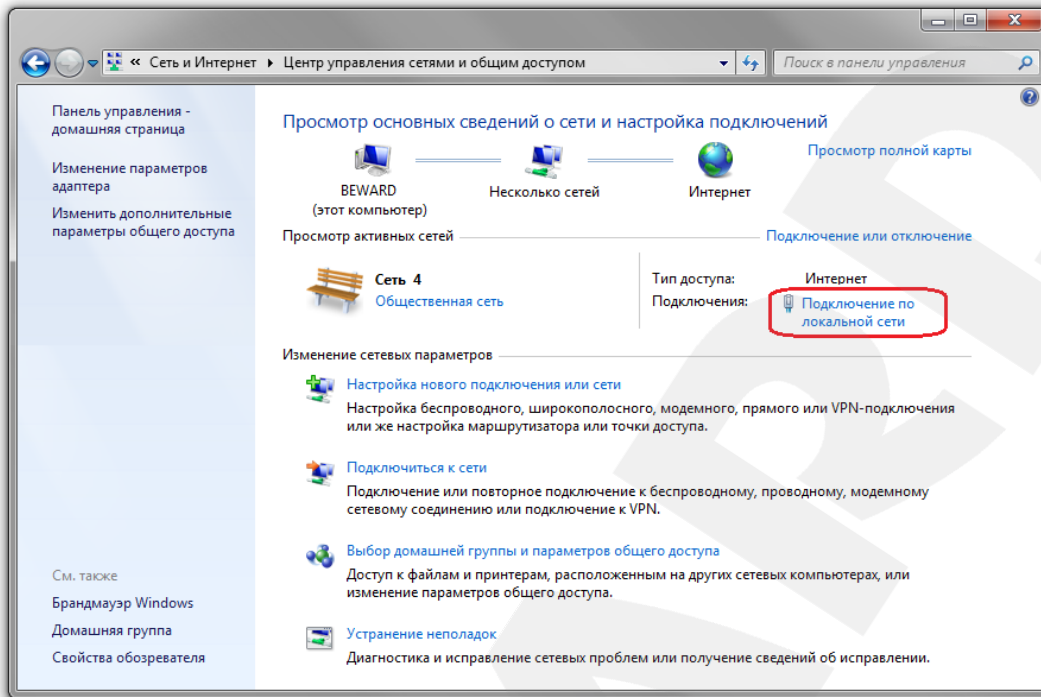 « Сеть и Интернет ▸ Центр управления сетями и общим доступом
Поиск в панели управления
Панель управления -
домашняя страница
Изменение параметров
адаптера
Изменить дополнительные
параметры общего доступа
См. также
Брандмауэр Windows
Домашняя группа
Свойства обозревателя
Просмотр основных сведений о сети и настройка подключений
Просмотр полной карты
BEWARD
(этот компьютер)
Несколько сетей
Интернет
Просмотр активных сетей
Подключение или отключение
Сеть 4
Общественная сеть
Тип доступа: Интернет
Подключения: Подключение по
локальной сети
Изменение сетевых параметров
Настройка нового подключения или сети
Настройка беспроводного, широкополосного, модемного, прямого или VPN-подключения
или же настройка маршрутизатора или точки доступа.
Подключиться к сети
Подключение или повторное подключение к беспроводному, проводному, модемному
сетевому соединению или подключение к VPN.
Выбор домашней группы и параметров общего доступа
Доступ к файлам и принтерам, расположенным на других сетевых компьютерах, или
изменение параметров общего доступа.
Устранение неполадок
Диагностика и исправление сетевых проблем или получение сведений об исправлении.